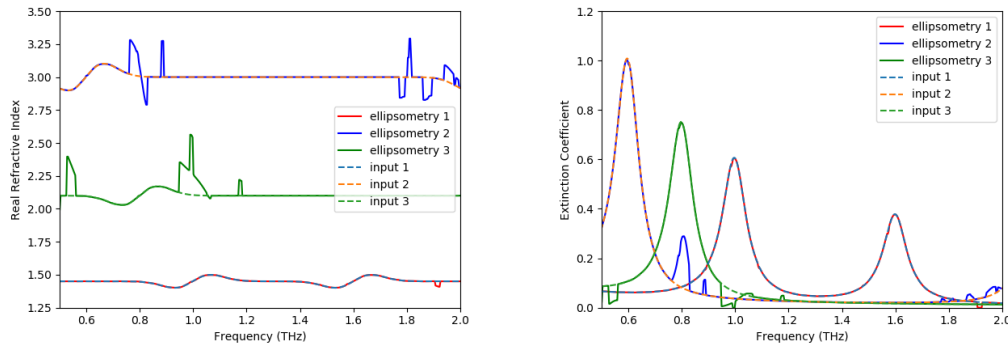 3.50
3.25
3.00
2.75
2.50
2.25
2.00
1.75
1.50
1.25
Real Refractive Index
0.6 0.8 1.0 1.2 1.4 1.6 1.8 2.0
Frequency (THz)
ellipsometry 1
ellipsometry 2
ellipsometry 3
input 1
input 2
input 3
1.2
1.0
0.8
0.6
0.4
0.2
0.0
Extinction Coefficient
0.6 0.8 1.0 1.2 1.4 1.6 1.8 2.0
Frequency (THz)
ellipsometry 1
ellipsometry 2
ellipsometry 3
input 1
input 2
input 3